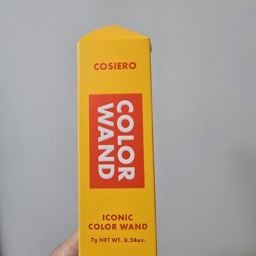 COSIERO
COLOR
WAND
ICONIC
COLOR WAND
7g NET WT. 0.24oz.